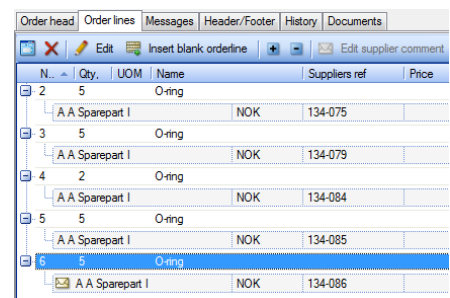 Order head Order lines Messages Header/Footer History Documents
Edit Insert blank orderline Edit supplier comment
N.. Qty, UOM Name Suppliers ref Price
2 5 O-ring
A A Sparepart I NOK 134-075
3 5 O-ring
A A Sparepart I NOK 134-079
4 2 O-ring
A A Sparepart I NOK 134-084
5 5 O-ring
A A Sparepart I NOK 134-085
6 5 O-ring
A A Sparepart I NOK 134-086